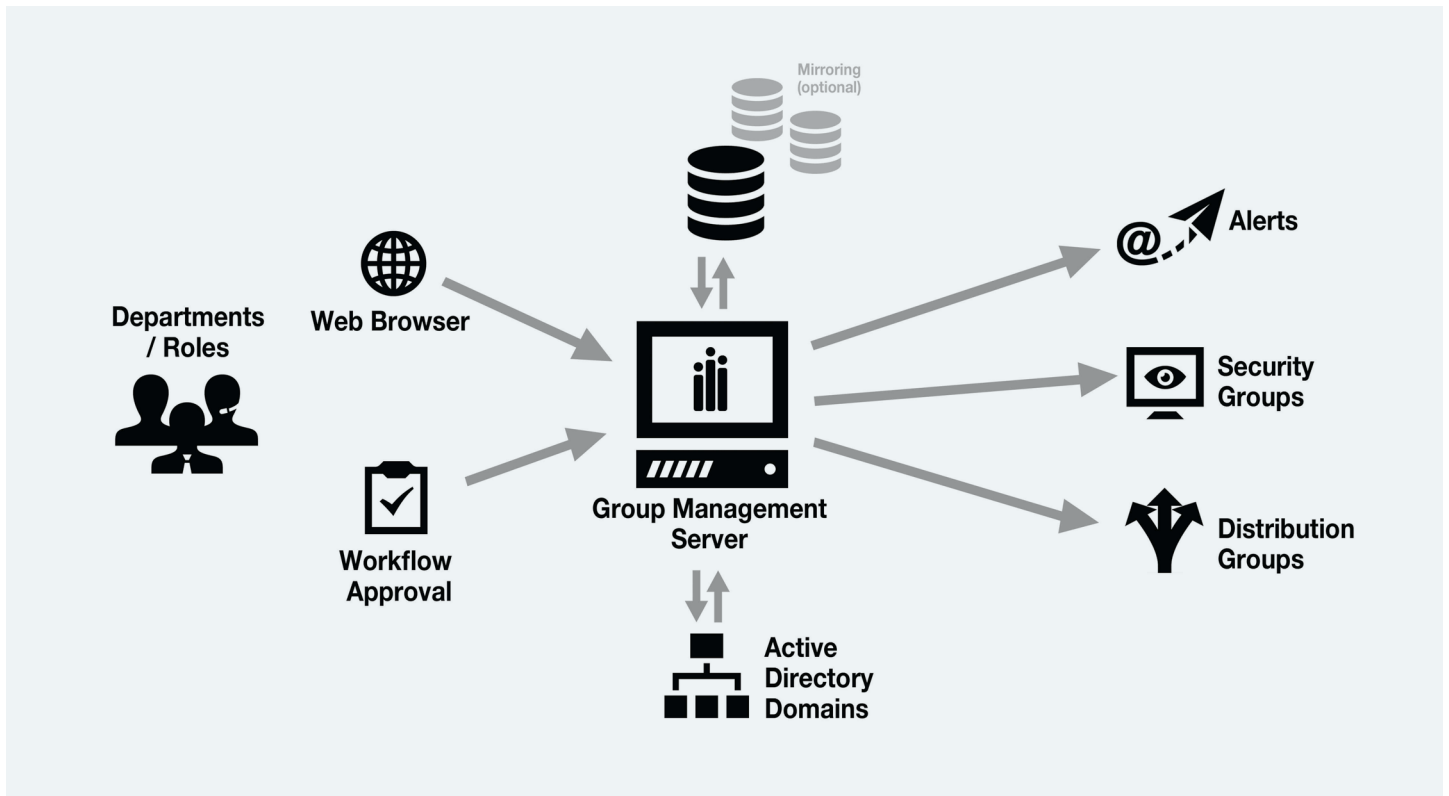 Mirroring
(optional)
Alerts
Departments
/ Roles
Web Browser
Security
Groups
Group Management
Server
Workflow
Approval
Distribution
Groups
Active
Directory
Domains